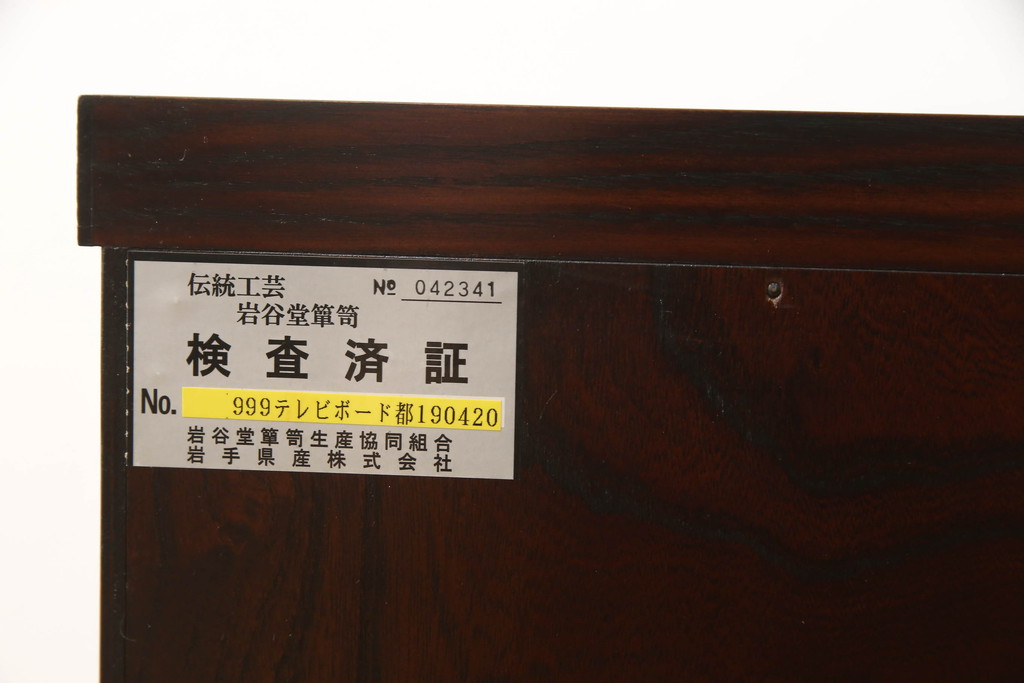 伝統工芸 № 042341
岩谷堂簞笥
検査済証
No. 999テレビボード都190420
岩谷堂簞笥生産協同組合
岩手県産株式会社